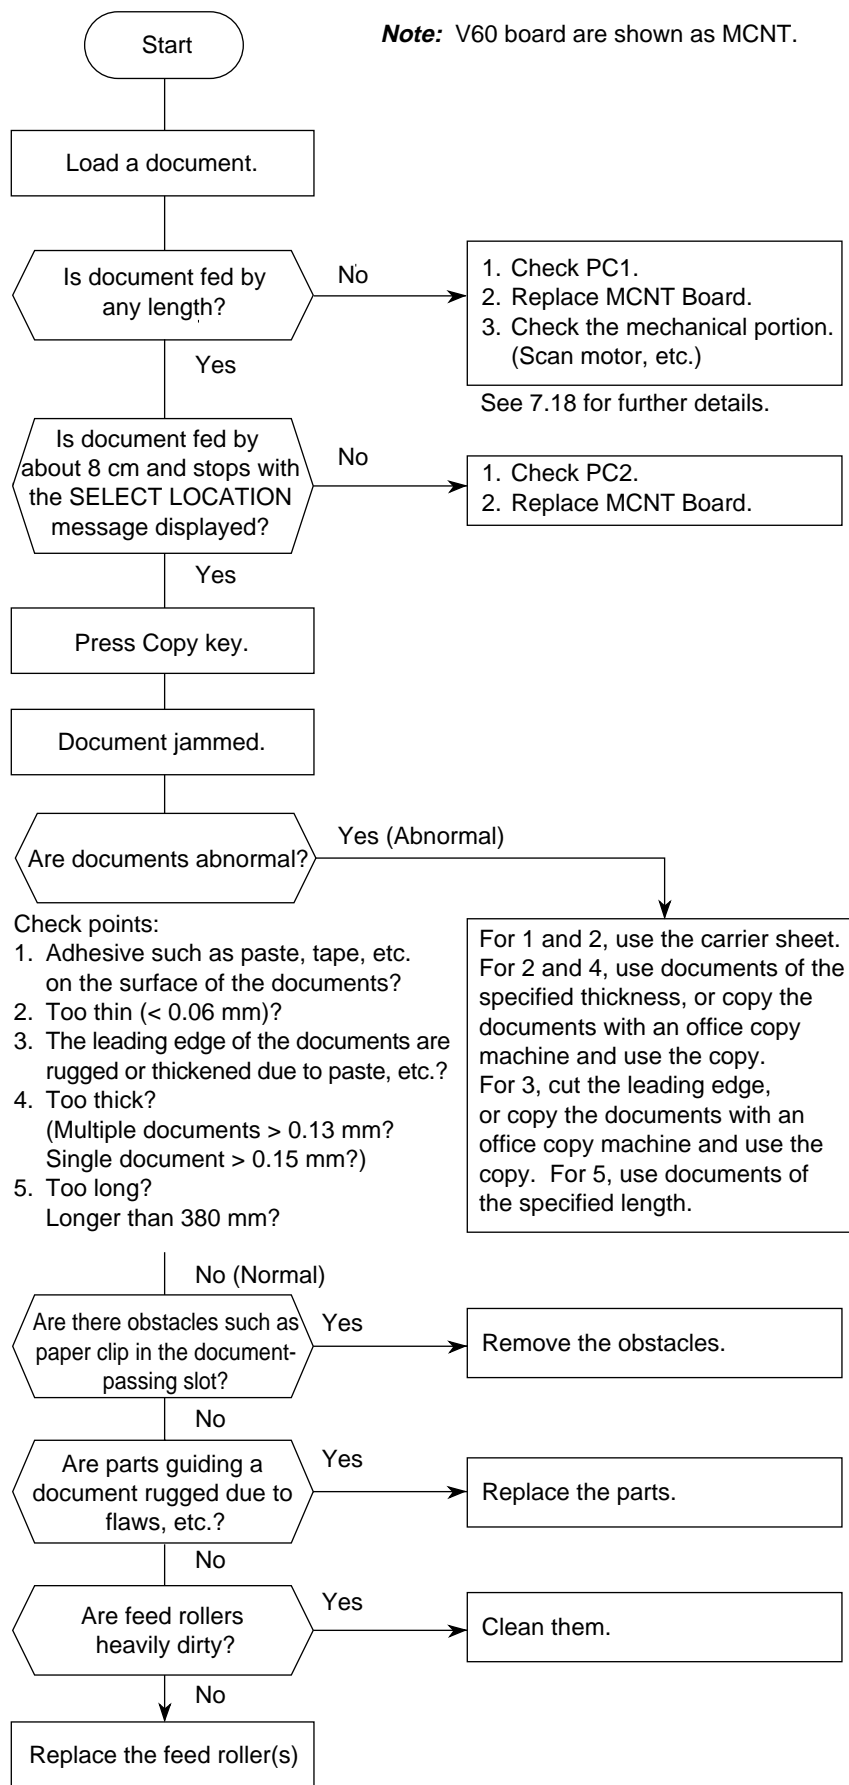 Start
Note: V60 board are shown as MCNT.
Load a document.
Is document fed by
any length?
No
1. Check PC1.
2. Replace MCNT Board.
3. Check the mechanical portion.
(Scan motor, etc.)
See 7.18 for further details.
Yes
Is document fed by
about 8 cm and stops with
the SELECT LOCATION
message displayed?
No
1. Check PC2.
2. Replace MCNT Board.
Yes
Press Copy key.
Document jammed.
Are documents abnormal?
Yes (Abnormal)
Check points:
1. Adhesive such as paste, tape, etc.
on the surface of the documents?
2. Too thin (< 0.06 mm)?
3. The leading edge of the documents are
rugged or thickened due to paste, etc.?
4. Too thick?
(Multiple documents > 0.13 mm?
Single document > 0.15 mm?)
5. Too long?
Longer than 380 mm?
For 1 and 2, use the carrier sheet.
For 2 and 4, use documents of the
specified thickness, or copy the
documents with an office copy
machine and use the copy.
For 3, cut the leading edge,
or copy the documents with an
office copy machine and use the
copy.  For 5, use documents of
the specified length.
No (Normal)
Are there obstacles such as
paper clip in the document-
passing slot?
Yes
Remove the obstacles.
No
Are parts guiding a
document rugged due to
flaws, etc.?
Yes
Replace the parts.
No
Are feed rollers
heavily dirty?
Yes
Clean them.
No
Replace the feed roller(s)